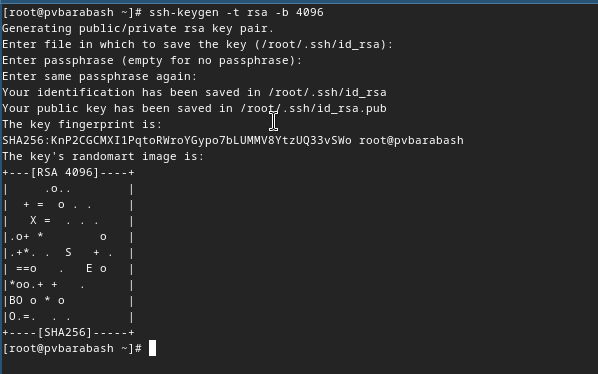 [root@pvbarabash ~]# ssh-keygen -t rsa -b 4096
Generating public/private rsa key pair.
Enter file in which to save the key (/root/.ssh/id_rsa):
Enter passphrase (empty for no passphrase):
Enter same passphrase again:
Your identification has been saved in /root/.ssh/id_rsa
Your public key has been saved in /root/.ssh/id_rsa.pub
The key fingerprint is:
SHA256:KnP2CGCMXI1PqtoRWroYGypo7bLUMMV8YtzUQ33vSWo root@pvbarabash
The key's randomart image is:
+---[RSA 4096]----+
|     .o..        |
|  + =  o . .     |
|   X =  . . .    |
|.o+ *       o    |
|.+*. .  S   + .  |
| ==o   .   E o   |
|*oo.+ +   .      |
|BO o * o         |
|O.=.  . .        |
+----[SHA256]-----+
[root@pvbarabash ~]#